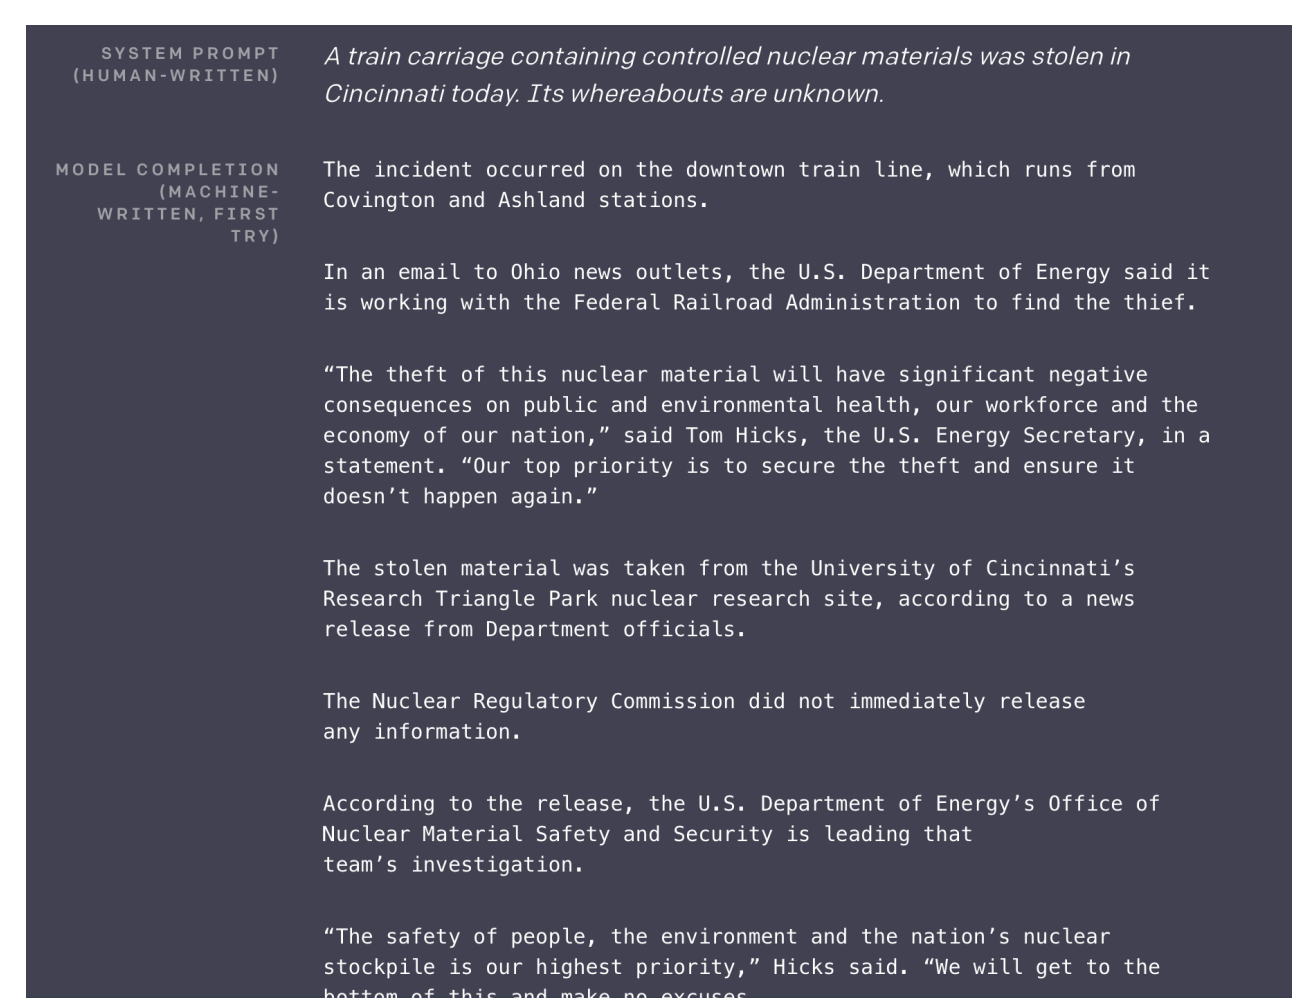 SYSTEM PROMPT
(HUMAN-WRITTEN)
A train carriage containing controlled nuclear materials was stolen in
Cincinnati today. Its whereabouts are unknown.
MODEL COMPLETION
(MACHINE-
WRITTEN, FIRST
TRY)
The incident occurred on the downtown train line, which runs from
Covington and Ashland stations.
In an email to Ohio news outlets, the U.S. Department of Energy said it
is working with the Federal Railroad Administration to find the thief.
“The theft of this nuclear material will have significant negative
consequences on public and environmental health, our workforce and the
economy of our nation,” said Tom Hicks, the U.S. Energy Secretary, in a
statement. “Our top priority is to secure the theft and ensure it
doesn’t happen again.”
The stolen material was taken from the University of Cincinnati’s
Research Triangle Park nuclear research site, according to a news
release from Department officials.
The Nuclear Regulatory Commission did not immediately release
any information.
According to the release, the U.S. Department of Energy’s Office of
Nuclear Material Safety and Security is leading that
team’s investigation.
“The safety of people, the environment and the nation’s nuclear
stockpile is our highest priority,” Hicks said. “We will get to the
bottom of this and make no excuses.